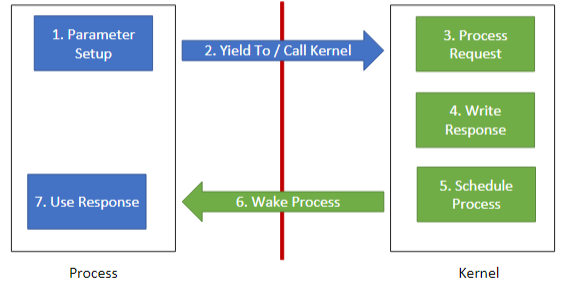 1. Parameter
Setup
2. Yield To / Call Kernel
3. Process
Request
4. Write
Response
5. Schedule
Process
6. Wake Process
7. Use Response
Process
Kernel